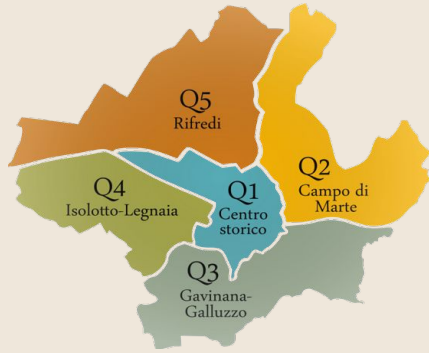 Q5
Rifredi
Q2
Campo di
Marte
Q4
Isolotto-Legnaia
Q1
Centro
storico
Q3
Gavinana-
Galluzzo